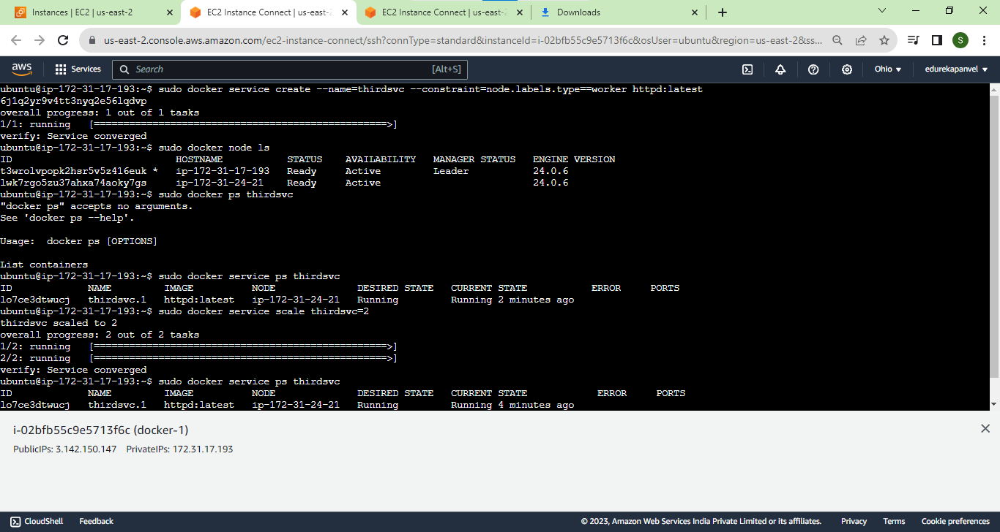 Instances | EC2 | us-east-2
EC2 Instance Connect | us-east-2
EC2 Instance Connect | us-east-2
Downloads
us-east-2.console.aws.amazon.com/ec2-instance-connect/ssh?connType=standard&instanceId=i-02bfb55c9e5713f6c&osUser=ubuntu&region=us-east-2&ss...
S
aws
Services
Search
[Alt+S]
Ohio
edurekapanvel
ubuntu@ip-172-31-17-193:~$ sudo docker service create --name=thirdsvc --constraint=node.labels.type==worker httpd:latest
6jlq2yr9v4tt3nyq2e56lqdvp
overall progress: 1 out of 1 tasks
1/1: running   [==================================================>]
verify: Service converged
ubuntu@ip-172-31-17-193:~$ sudo docker node ls
ID                            HOSTNAME           STATUS    AVAILABILITY   MANAGER STATUS   ENGINE VERSION
t3wrolvpopk2hsr5v5z416euk *   ip-172-31-17-193   Ready     Active         Leader           24.0.6
lwk7rgo5zu37ahxa74aoky7gs     ip-172-31-24-21    Ready     Active                          24.0.6
ubuntu@ip-172-31-17-193:~$ sudo docker ps thirdsvc
"docker ps" accepts no arguments.
See 'docker ps --help'.
Usage:  docker ps [OPTIONS]
List containers
ubuntu@ip-172-31-17-193:~$ sudo docker service ps thirdsvc
ID             NAME         IMAGE          NODE              DESIRED STATE   CURRENT STATE           ERROR     PORTS
lo7ce3dtwucj   thirdsvc.1   httpd:latest   ip-172-31-24-21   Running         Running 2 minutes ago
ubuntu@ip-172-31-17-193:~$ sudo docker service scale thirdsvc=2
thirdsvc scaled to 2
overall progress: 2 out of 2 tasks
1/2: running   [==================================================>]
2/2: running   [==================================================>]
verify: Service converged
ubuntu@ip-172-31-17-193:~$ sudo docker service ps thirdsvc
ID             NAME         IMAGE          NODE              DESIRED STATE   CURRENT STATE            ERROR     PORTS
lo7ce3dtwucj   thirdsvc.1   httpd:latest   ip-172-31-24-21   Running         Running 4 minutes ago
i-02bfb55c9e5713f6c (docker-1)
PublicIPs: 3.142.150.147    PrivateIPs: 172.31.17.193
CloudShell
Feedback
© 2023, Amazon Web Services India Private Limited or its affiliates.
Privacy
Terms
Cookie preferences